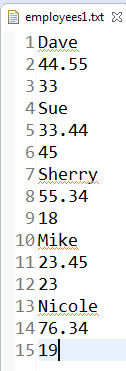 employees1.txt
1 Dave
2 44.55
3 33
4 Sue
5 33.44
6 45
7 Sherry
8 55.34
9 18
10 Mike
11 23.45
12 23
13 Nicole
14 76.34
15 19